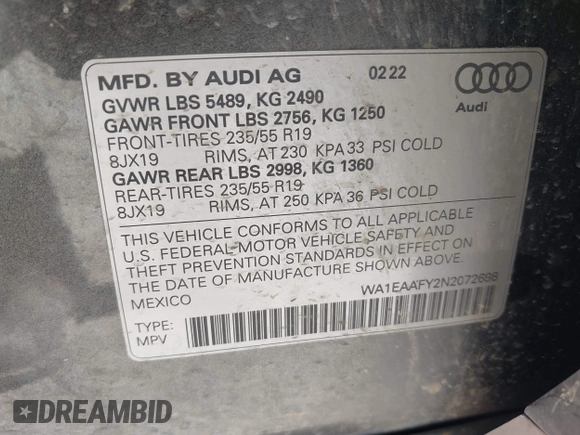 MFD. BY AUDI AG 02 22
GVWR LBS 5489, KG 2490
GAWR FRONT LBS 2756, KG 1250
FRONT-TIRES 235/55 R19
8JX19 RIMS, AT 230 KPA 33 PSI COLD
GAWR REAR LBS 2998, KG 1360
REAR-TIRES 235/55 R19
8JX19 RIMS, AT 250 KPA 36 PSI COLD
Audi
THIS VEHICLE CONFORMS TO ALL APPLICABLE
U.S. FEDERAL-MOTOR VEHICLE SAFETY AND
THEFT PREVENTION STANDARDS IN EFFECT ON
THE DATE OF MANUFACTURE SHOWN ABOVE.
MEXICO
WA1EAAFY2N2072698
TYPE:
MPV
DREAMBID